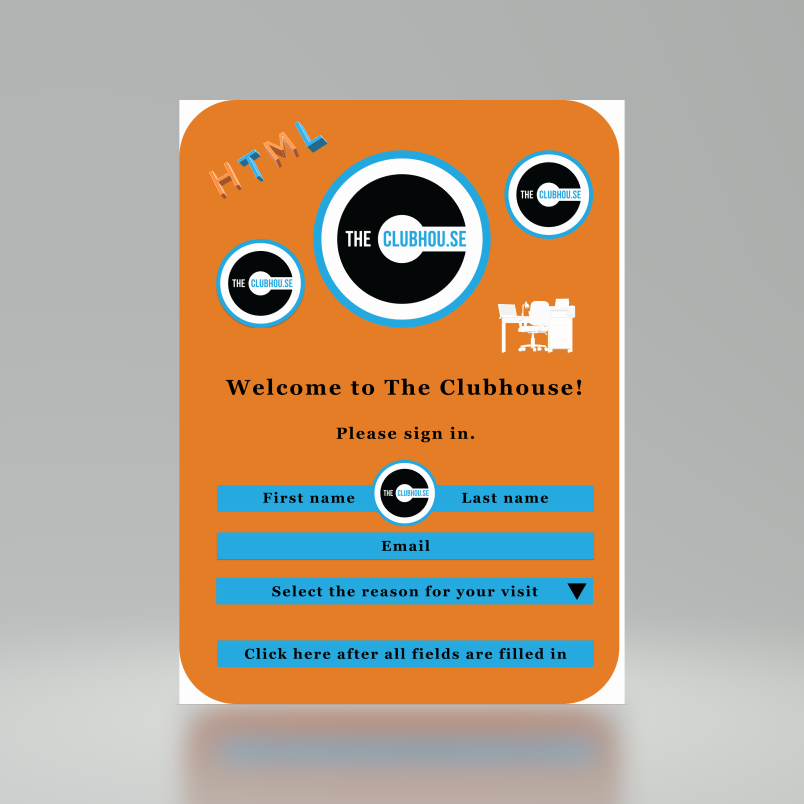 HTML
THE CLUBHOU.SE
THE CLUBHOU.SE
THE CLUBHOU.SE
Welcome to The Clubhouse!
Please sign in.
First name
THE CLUBHOU.SE
Last name
Email
Select the reason for your visit
Click here after all fields are filled in